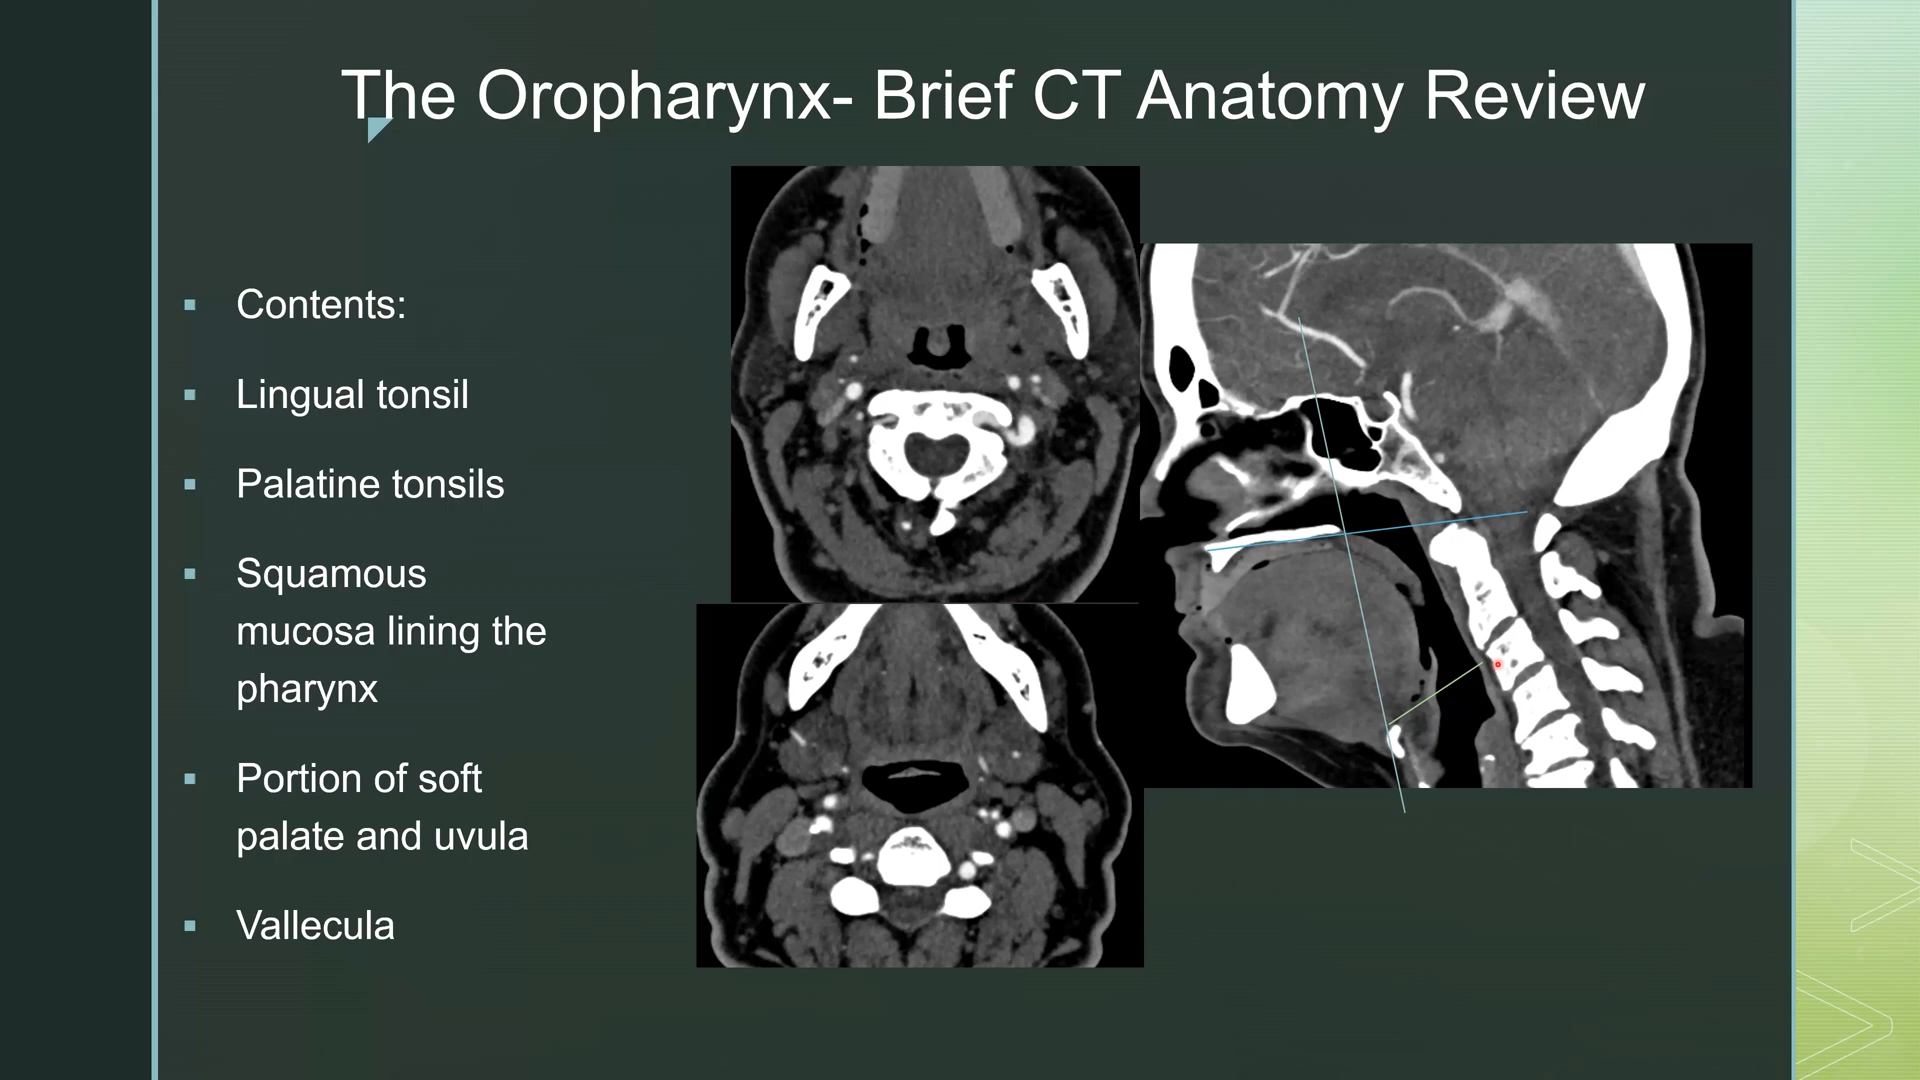 The Oropharynx- Brief CT Anatomy Review
Contents:
Lingual tonsil
Palatine tonsils
Squamous
mucosa lining the
pharynx
Portion of soft
palate and uvula
Vallecula